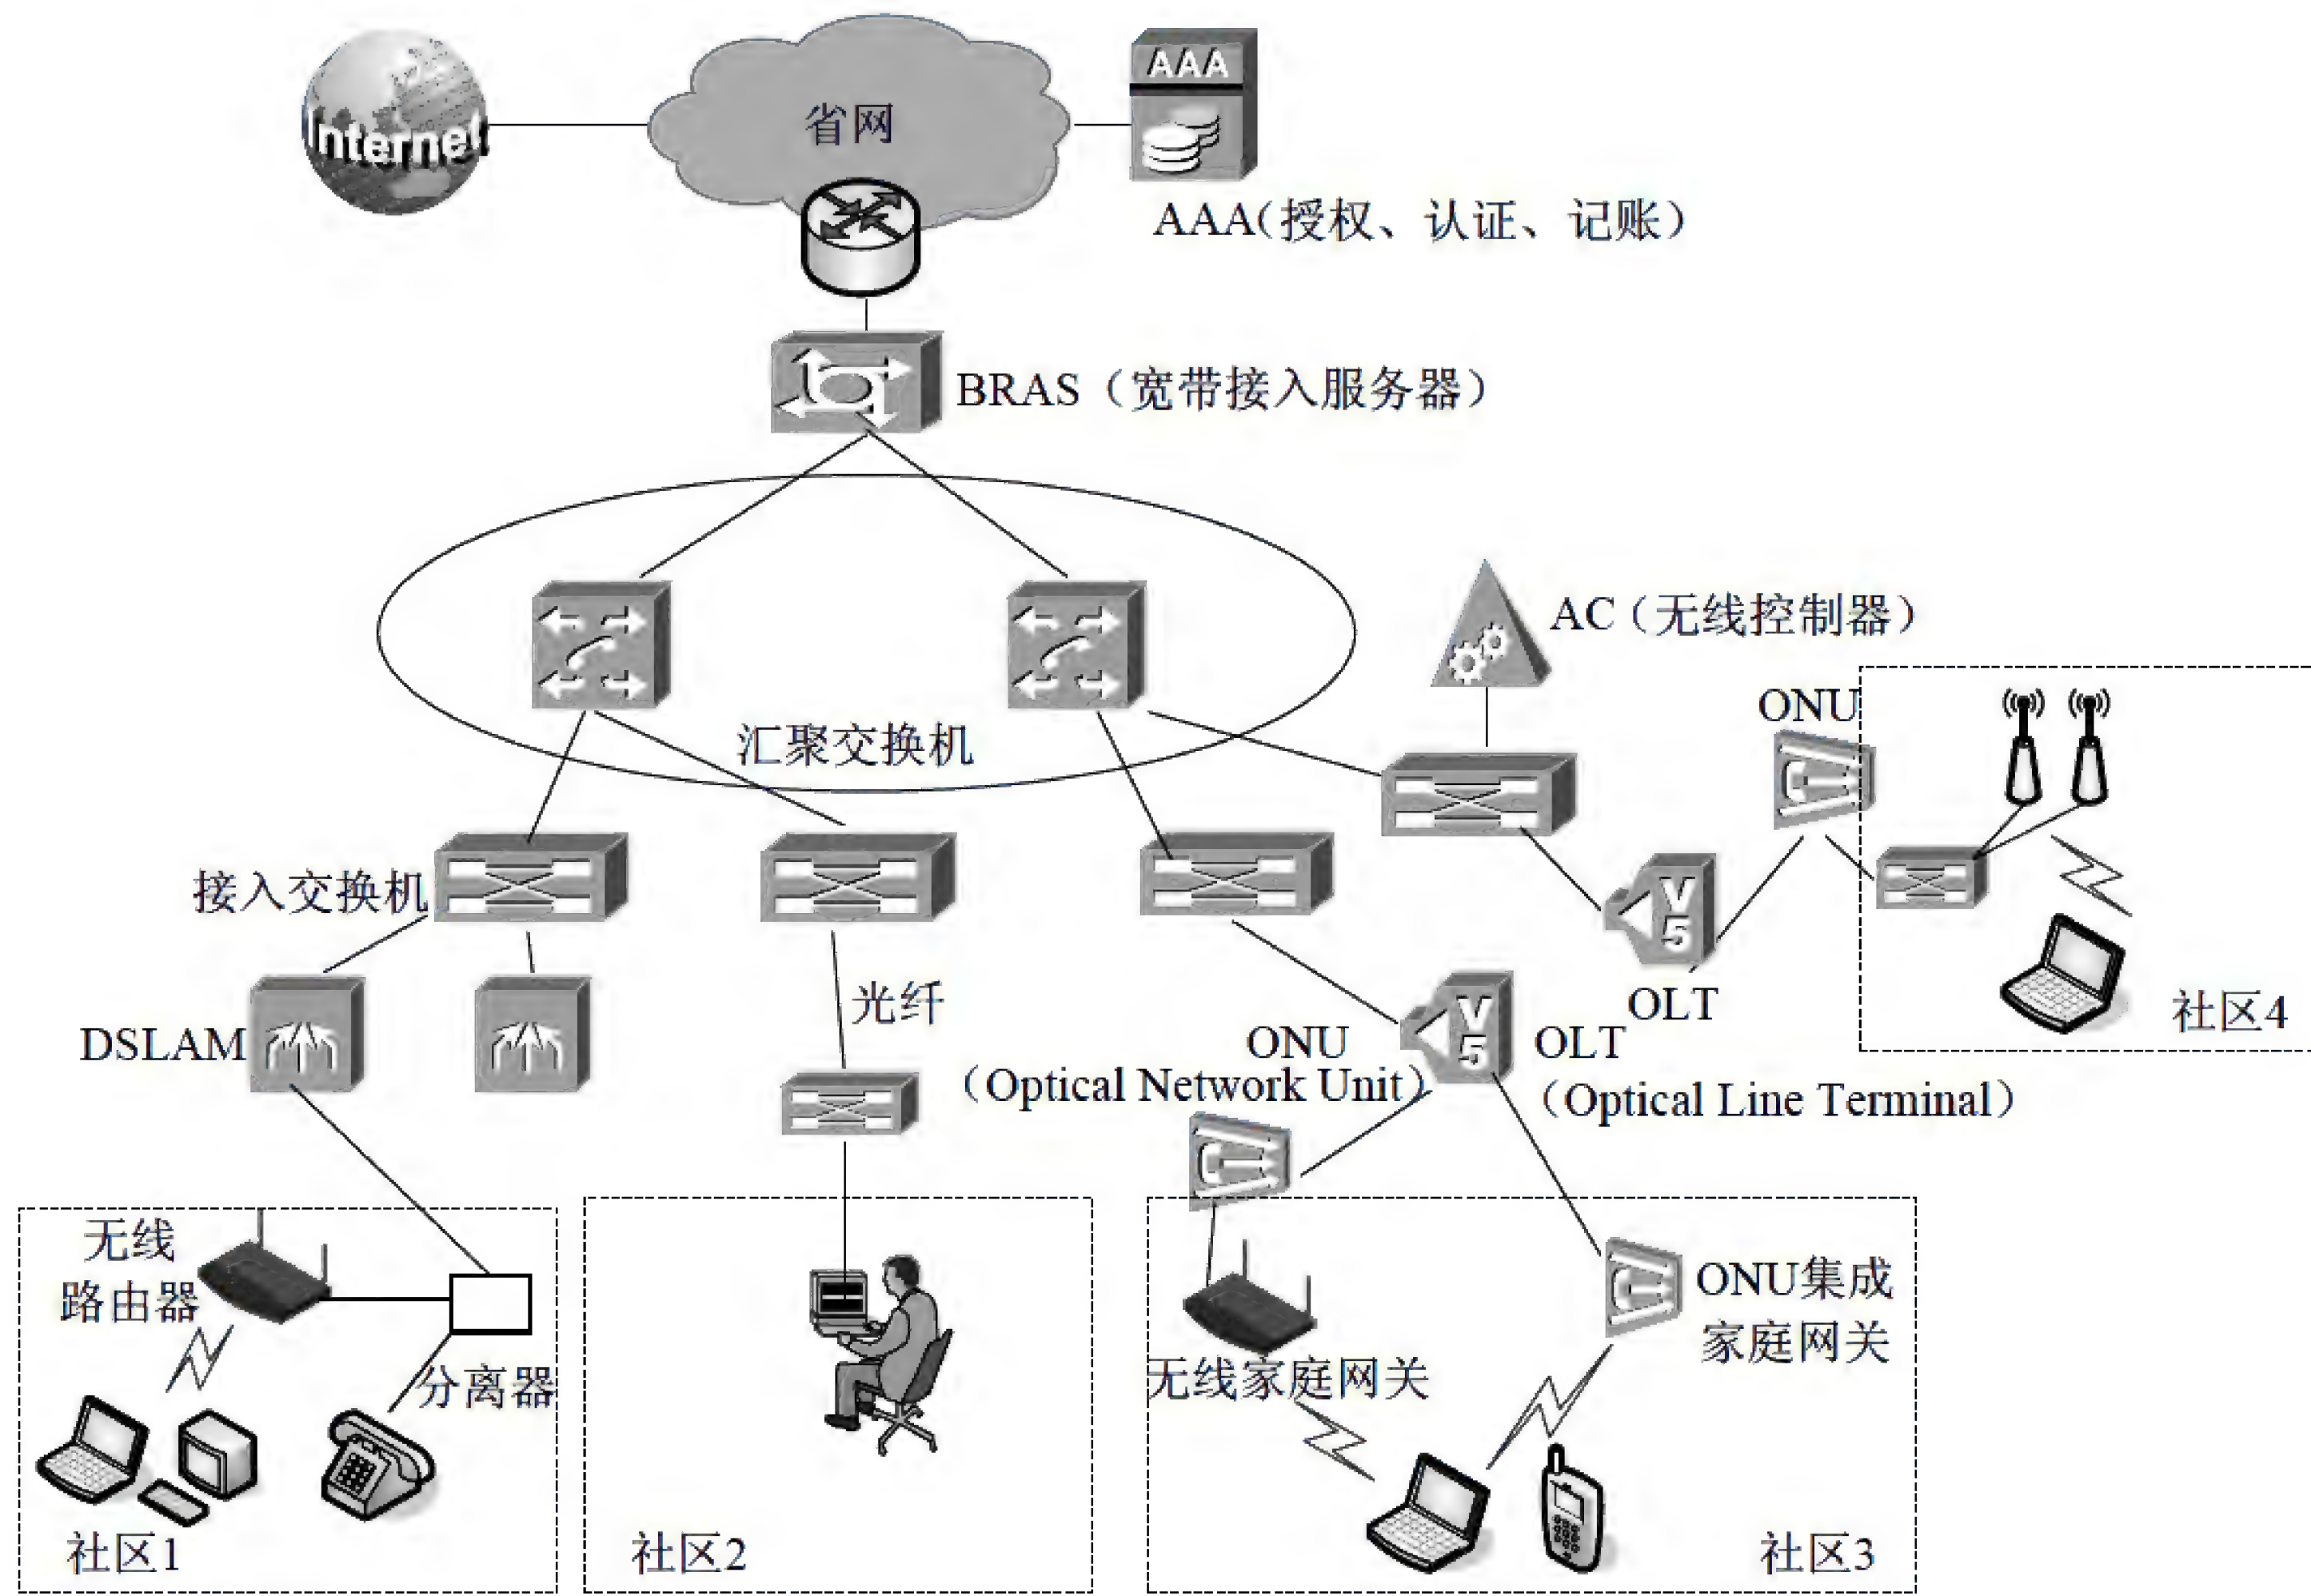 Internet
省网
AAA
AAA(授权、认证、记账）
BRAS（宽带接入服务器）
汇聚交换机
AC（无线控制器）
ONU
V
5
OLT
社区4
接入交换机
DSLAM
光纤
ONU
（Optical Network Unit）
V
5
OLT
（Optical Line Terminal）
无线
路由器
分离器
社区1
社区2
无线家庭网关
ONU集成
家庭网关
社区3